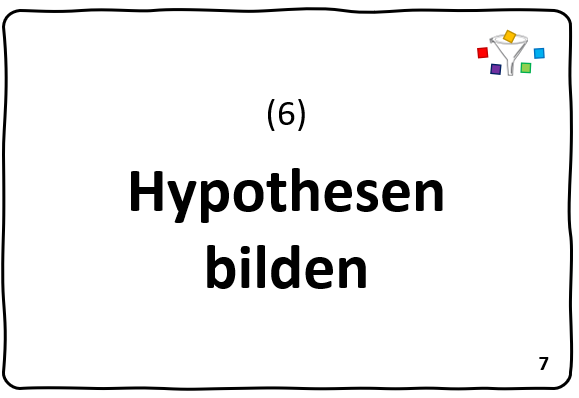 (6)
Hypothesen
bilden
7